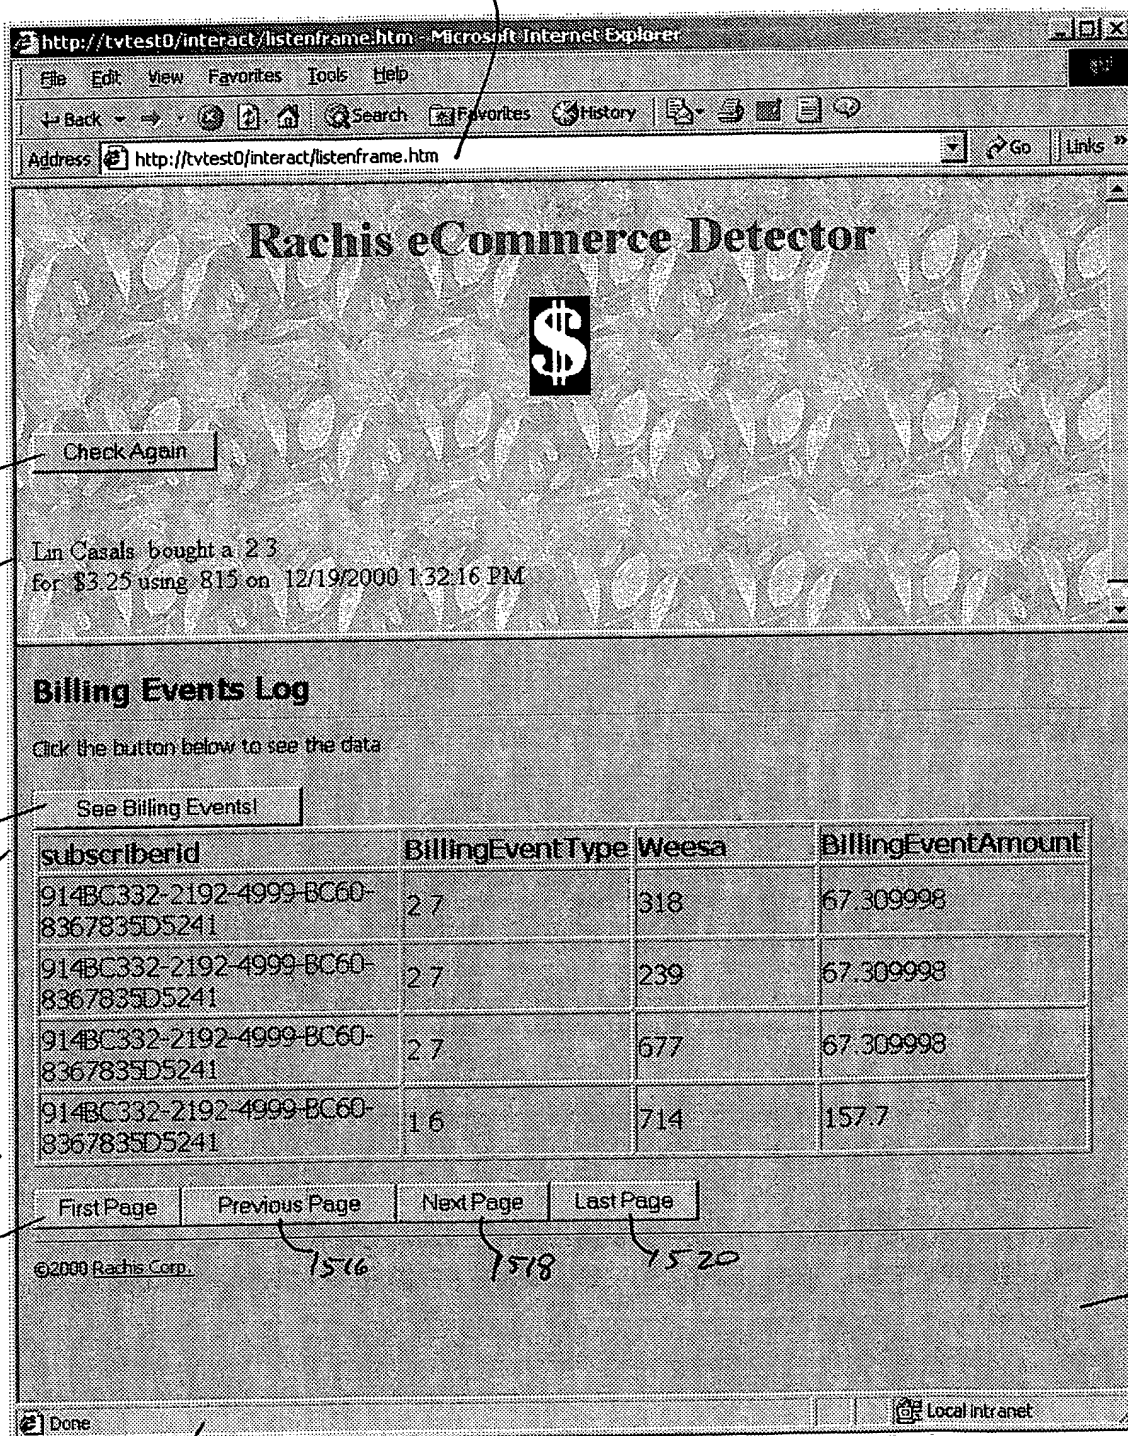 http://tvtest0/interact/listenframe.htm - Microsoft Internet Explorer
File Edit View Favorites Tools Help
Back Search Favorites History
Address http://tvtest0/interact/listenframe.htm Go Links »
Rachis eCommerce Detector
$
Check Again
Lin Casals bought a 2 3
for $3.25 using 815 on 12/19/2000 1:32:16 PM
Billing Events Log
Click the button below to see the data
See Billing Events!
subscriberid BillingEventType Weesa BillingEventAmount
914BC332-2192-4999-BC60-
8367835D5241 2 7 318 67.309998
914BC332-2192-4999-BC60-
8367835D5241 2 7 239 67.309998
914BC332-2192-4999-BC60-
8367835D5241 2 7 677 67.309998
914BC332-2192-4999-BC60-
8367835D5241 1 6 714 157.7
First Page Previous Page Next Page Last Page
1516 1518 1520
©2000 Rachis Corp.
Done Local intranet